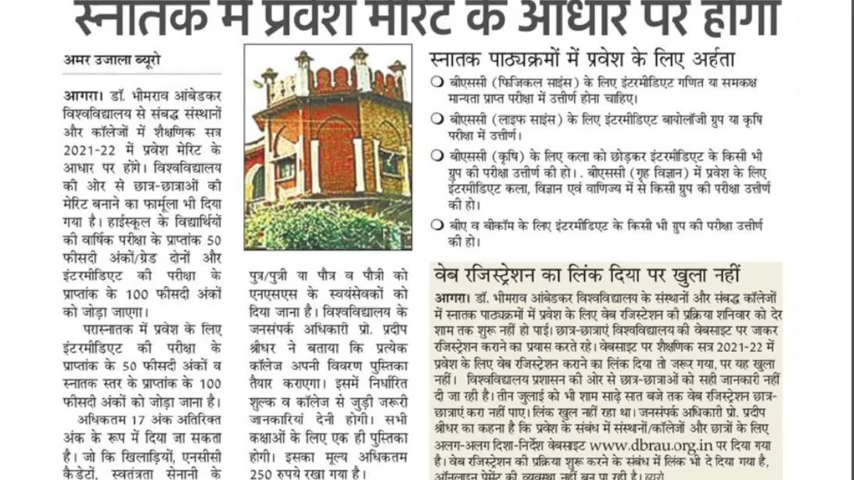 स्नातक में प्रवेश मेरिट के आधार पर होगा
अमर उजाला ब्यूरो
आगरा। डॉ. भीमराव आंबेडकर
विश्वविद्यालय से संबद्ध संस्थानों
और कॉलेजों में शैक्षणिक सत्र
2021-22 में प्रवेश मेरिट के
आधार पर होंगे। विश्वविद्यालय
की ओर से छात्र-छात्राओं की
मेरिट बनाने का फार्मूला भी दिया
गया है। हाईस्कूल के विद्यार्थियों
की वार्षिक परीक्षा के प्राप्तांक 50
फीसदी अंकों/ग्रेड दोनों और
इंटरमीडिएट की परीक्षा के
प्राप्तांक के 100 फीसदी अंकों
को जोड़ा जाएगा।
परास्नातक में प्रवेश के लिए
इंटरमीडिएट की परीक्षा के
प्राप्तांक के 50 फीसदी अंकों व
स्नातक स्तर के प्राप्तांक के 100
फीसदी अंकों को जोड़ा जाना है।
अधिकतम 17 अंक अतिरिक्त
अंक के रूप में दिया जा सकता
है। जो कि खिलाड़ियों, एनसीसी
कैडेटों, स्वतंत्रता सेनानी के
पुत्र/पुत्री या पौत्र व पौत्री को
एनएसएस के स्वयंसेवकों को
दिया जाना है। विश्वविद्यालय के
जनसंपर्क अधिकारी प्रो. प्रदीप
श्रीधर ने बताया कि प्रत्येक
कॉलेज अपनी विवरण पुस्तिका
तैयार कराएगा। इसमें निर्धारित
शुल्क व कॉलेज से जुड़ी जरूरी
जानकारियां देनी होगी। सभी
कक्षाओं के लिए एक ही पुस्तिका
होगी। इसका मूल्य अधिकतम
250 रुपये रखा गया है।
स्नातक पाठ्यक्रमों में प्रवेश के लिए अर्हता
बीएससी (फिजिकल साइंस) के लिए इंटरमीडिएट गणित या समकक्ष
मान्यता प्राप्त परीक्षा में उत्तीर्ण होना चाहिए।
बीएससी (लाइफ साइंस) के लिए इंटरमीडिएट बायोलॉजी ग्रुप या कृषि
परीक्षा में उत्तीर्ण।
बीएससी (कृषि) के लिए कला को छोड़कर इंटरमीडिएट के किसी भी
ग्रुप की परीक्षा उत्तीर्ण की हो। . बीएससी (गृह विज्ञान) में प्रवेश के लिए
इंटरमीडिएट कला, विज्ञान एवं वाणिज्य में से किसी ग्रुप की परीक्षा उत्तीर्ण
की हो।
बीए व बीकॉम के लिए इंटरमीडिएट के किसी भी ग्रुप की परीक्षा उत्तीर्ण
की हो।
वेब रजिस्ट्रेशन का लिंक दिया पर खुला नहीं
आगरा। डॉ. भीमराव आंबेडकर विश्वविद्यालय के संस्थानों और संबद्ध कॉलेजों
में स्नातक पाठ्यक्रमों में प्रवेश के लिए वेब रजिस्टेशन की प्रक्रिया शनिवार को देर
शाम तक शुरू नहीं हो पाई। छात्र-छात्राएं विश्वविद्यालय की वेबसाइट पर जाकर
रजिस्ट्रेशन कराने का प्रयास करते रहे। वेबसाइट पर शैक्षणिक सत्र 2021-22 में
प्रवेश के लिए वेब रजिस्ट्रेशन कराने का लिंक दिया तो जरूर गया, पर यह खुला
नहीं। विश्वविद्यालय प्रशासन की ओर से छात्र-छात्राओं को सही जानकारी नहीं
दी जा रही है। तीन जुलाई को भी शाम साढ़े सात बजे तक वेब रजिस्ट्रेशन छात्र-
छात्राएं करा नहीं पाए। लिंक खुल नहीं रहा था। जनसंपर्क अधिकारी प्रो. प्रदीप
श्रीधर का कहना है कि प्रवेश के संबंध में संस्थानों/कॉलेजों और छात्रों के लिए
अलग-अलग दिशा-निर्देश वेबसाइट www.dbrau.org.in पर दिया गया
है। वेब रजिस्ट्रेशन की प्रक्रिया शुरू करने के संबंध में लिंक भी दे दिया गया है,
ऑनलाइन पेमेंट की व्यवस्था नहीं बन पा रही है। ब्यूरो